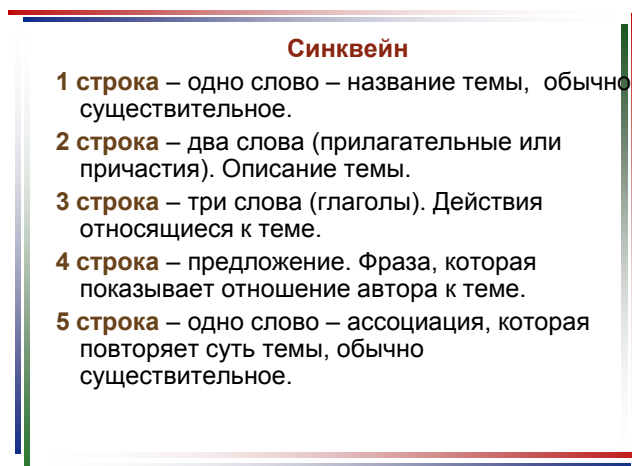 Синквейн
1 строка – одно слово – название темы, обычно
существительное.
2 строка – два слова (прилагательные или
причастия). Описание темы.
3 строка – три слова (глаголы). Действия
относящиеся к теме.
4 строка – предложение. Фраза, которая
показывает отношение автора к теме.
5 строка – одно слово – ассоциация, которая
повторяет суть темы, обычно
существительное.